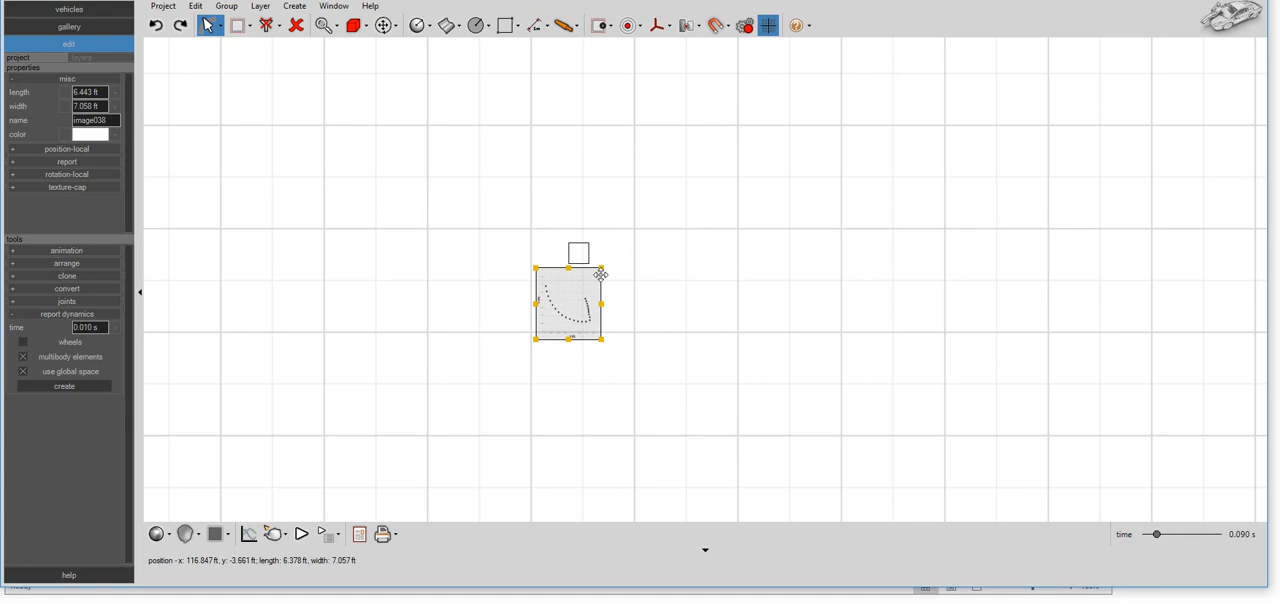 vehicles
gallery
edit
project layers
properties
- misc
length 6.443 ft
width 7.058 ft
name image038
color
+ position-local
+ report
+ rotation-local
+ texture-cap
tools
+ animation
+ arrange
+ clone
+ convert
+ joints
- report dynamics
time 0.010 s
wheels
multibody elements
use global space
create
help
Project Edit Group Layer Create Window Help
time 0.090 s
position - x: 116.847 ft, y: -3.661 ft; length: 6.378 ft, width: 7.057 ft